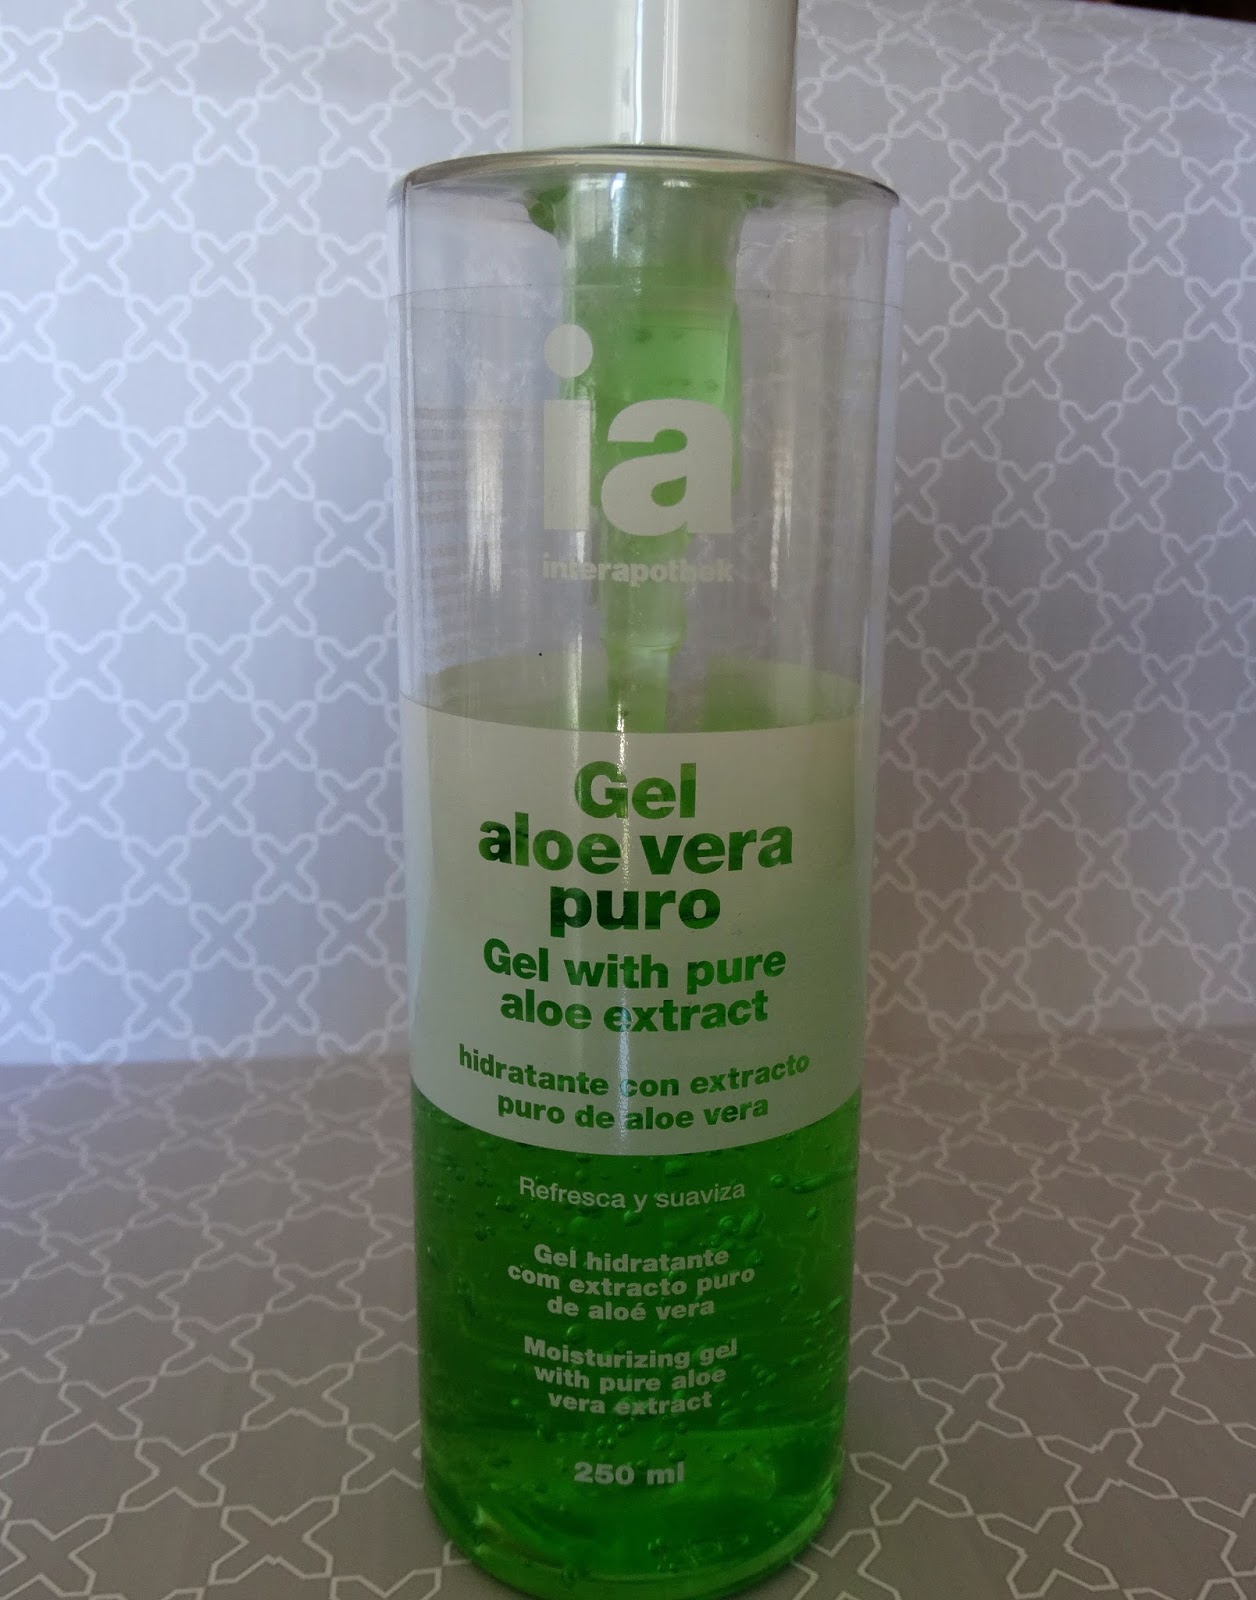 ia
interapothek
Gel
aloe vera
puro
Gel with pure
aloe extract
hidratante con extracto
puro de aloe vera
Refresca y suaviza
Gel hidratante
com extracto puro
de aloé vera
Moisturizing gel
with pure aloe
vera extract
250 ml